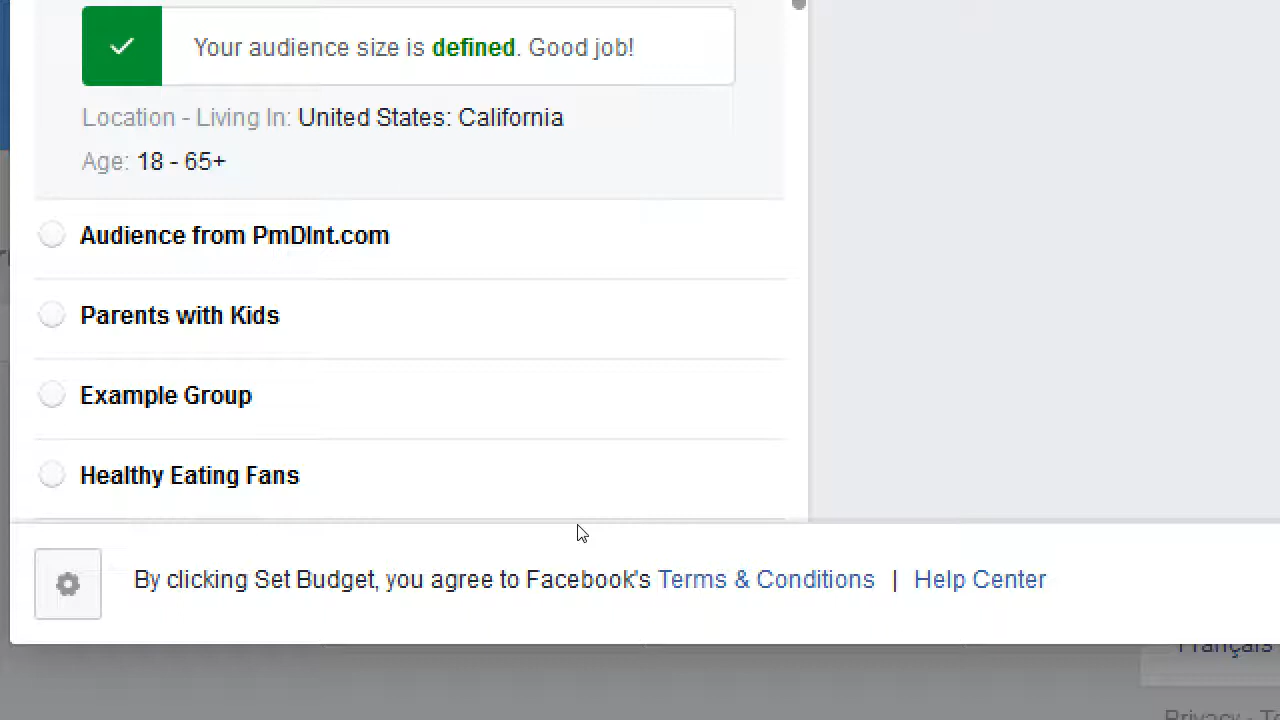 Your audience size is defined. Good job!
Location - Living In: United States: California
Age: 18 - 65+
Audience from PmDInt.com
Parents with Kids
Example Group
Healthy Eating Fans
By clicking Set Budget, you agree to Facebook's Terms & Conditions | Help Center
Français
Privacy